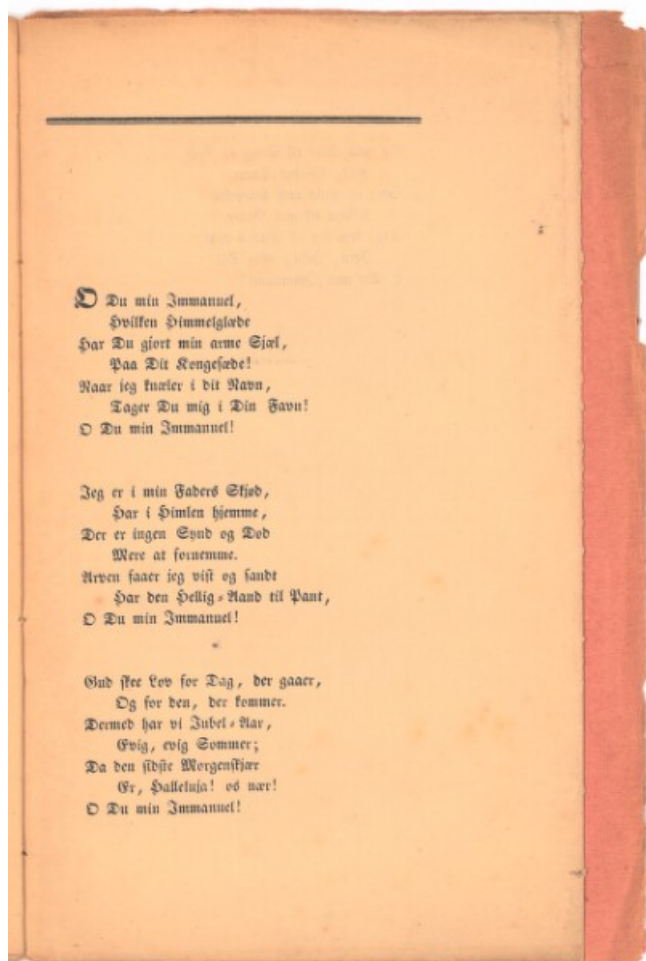 O Du min Immanuel,
Hvilken Himmelglæde
Har Du gjort min arme Sjæl,
Paa Dit Kongesæde!
Naar jeg knæler i dit Navn,
Tager Du mig i Din Favn!
O Du min Immanuel!
Jeg er i min Faders Skjød,
Har i Himlen hjemme,
Der er ingen Synd og Død
Mere at fornemme.
Arven faaer jeg vist og sandt
Har den Hellig-Aand til Pant,
O Du min Immanuel!
Gud skee Lov for Dag, der gaaer,
Og for den, der kommer.
Dermed har vi Jubel-Aar,
Evig, evig Sommer;
Da den sidste Morgenskjær
Er, Halleluja! os nær!
O Du min Immanuel!